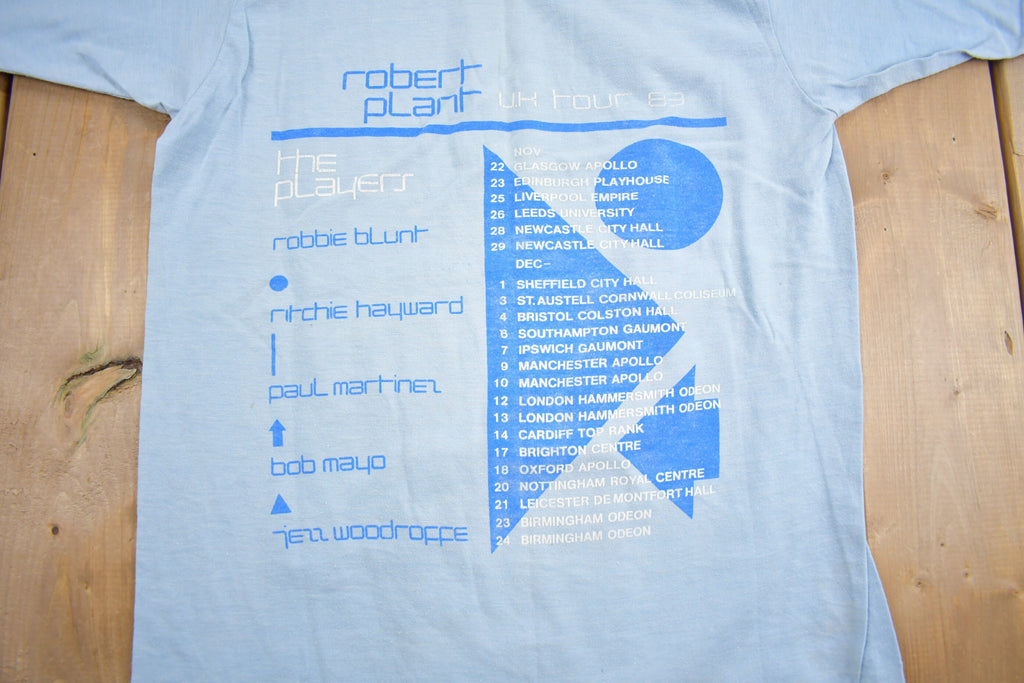 robert
plant UK tour 83
the
players
robbie blunt
ritchie hayward
paul martinez
bob mayo
jezz woodroffe
NOV
22 GLASGOW APOLLO
23 EDINBURGH PLAYHOUSE
25 LIVERPOOL EMPIRE
26 LEEDS UNIVERSITY
28 NEWCASTLE CITY HALL
29 NEWCASTLE CITY HALL
DEC–
1 SHEFFIELD CITY HALL
3 ST. AUSTELL CORNWALL COLISEUM
4 BRISTOL COLSTON HALL
6 SOUTHAMPTON GAUMONT
7 IPSWICH GAUMONT
9 MANCHESTER APOLLO
10 MANCHESTER APOLLO
12 LONDON HAMMERSMITH ODEON
13 LONDON HAMMERSMITH ODEON
14 CARDIFF TOP RANK
17 BRIGHTON CENTRE
18 OXFORD APOLLO
20 NOTTINGHAM ROYAL CENTRE
21 LEICESTER DE MONTFORT HALL
23 BIRMINGHAM ODEON
24 BIRMINGHAM ODEON